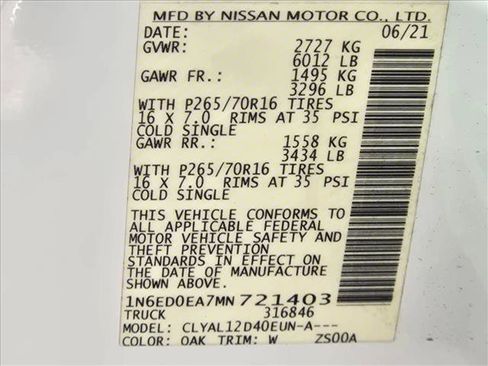 MFD BY NISSAN MOTOR CO., LTD.
DATE: 06/21
GVWR: 2727 KG
6012 LB
GAWR FR.: 1495 KG
3296 LB
WITH P265/70R16 TIRES
16 X 7.0 RIMS AT 35 PSI
COLD SINGLE
GAWR RR.: 1558 KG
3434 LB
WITH P265/70R16 TIRES
16 X 7.0 RIMS AT 35 PSI
COLD SINGLE
THIS VEHICLE CONFORMS TO
ALL APPLICABLE FEDERAL
MOTOR VEHICLE SAFETY AND
THEFT PREVENTION
STANDARDS IN EFFECT ON
THE DATE OF MANUFACTURE
SHOWN ABOVE.
1N6ED0EA7MN 721403
TRUCK 316846
MODEL: CLYAL12D40EUN-A---
COLOR: QAK TRIM: W ZS00A